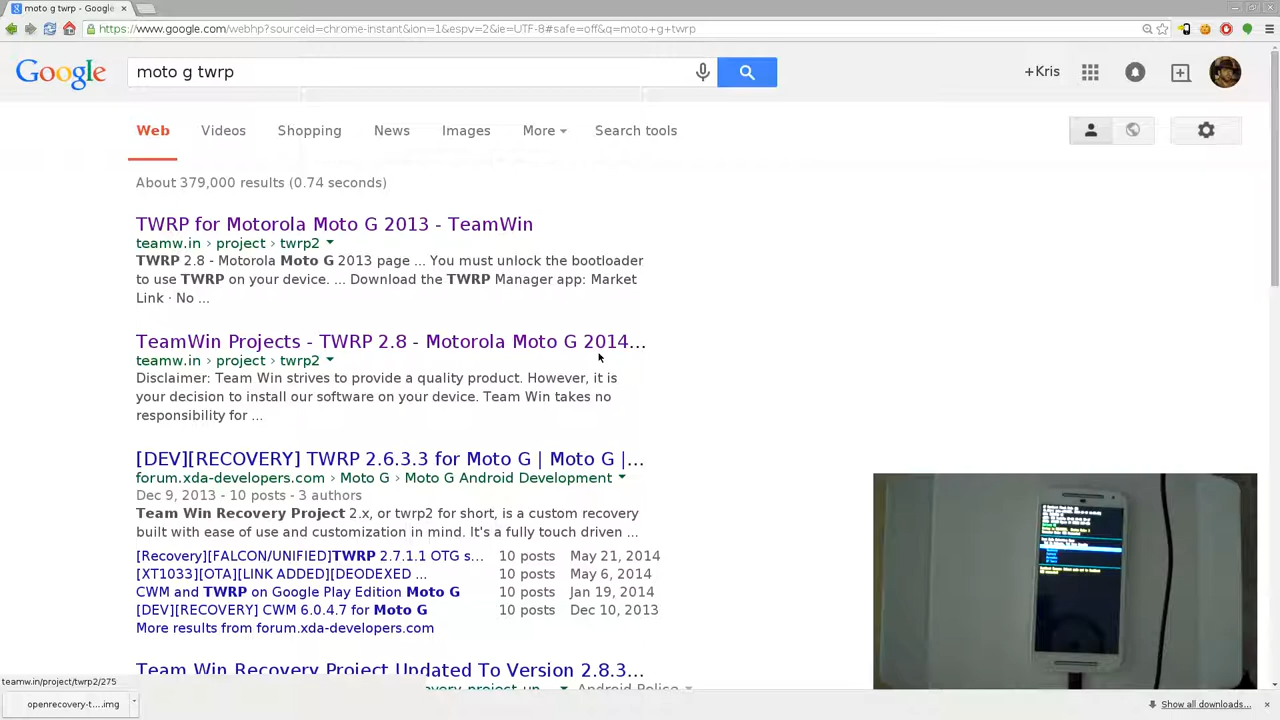 moto g twrp - Google
https://www.google.com/webhp?sourceid=chrome-instant&ion=1&espv=2&ie=UTF-8#safe=off&q=moto+g+twrp
Google
moto g twrp
+Kris
Web Videos Shopping News Images More Search tools
About 379,000 results (0.74 seconds)
TWRP for Motorola Moto G 2013 - TeamWin
teamw.in › project › twrp2
TWRP 2.8 - Motorola Moto G 2013 page ... You must unlock the bootloader
to use TWRP on your device. ... Download the TWRP Manager app: Market
Link · No ...
TeamWin Projects - TWRP 2.8 - Motorola Moto G 2014...
teamw.in › project › twrp2
Disclaimer: Team Win strives to provide a quality product. However, it is
your decision to install our software on your device. Team Win takes no
responsibility for ...
[DEV][RECOVERY] TWRP 2.6.3.3 for Moto G | Moto G |...
forum.xda-developers.com › Moto G › Moto G Android Development
Dec 9, 2013 - 10 posts - 3 authors
Team Win Recovery Project 2.x, or twrp2 for short, is a custom recovery
built with ease of use and customization in mind. It's a fully touch driven ...
[Recovery][FALCON/UNIFIED]TWRP 2.7.1.1 OTG s... 10 posts May 21, 2014
[XT1033][OTA][LINK ADDED][DEODEXED ... 10 posts May 6, 2014
CWM and TWRP on Google Play Edition Moto G 10 posts Jan 19, 2014
[DEV][RECOVERY] CWM 6.0.4.7 for Moto G 10 posts Dec 10, 2013
More results from forum.xda-developers.com
Team Win Recovery Project Updated To Version 2.8.3...
Android Police
teamw.in/project/twrp2/275
openrecovery-t....img
Show all downloads...